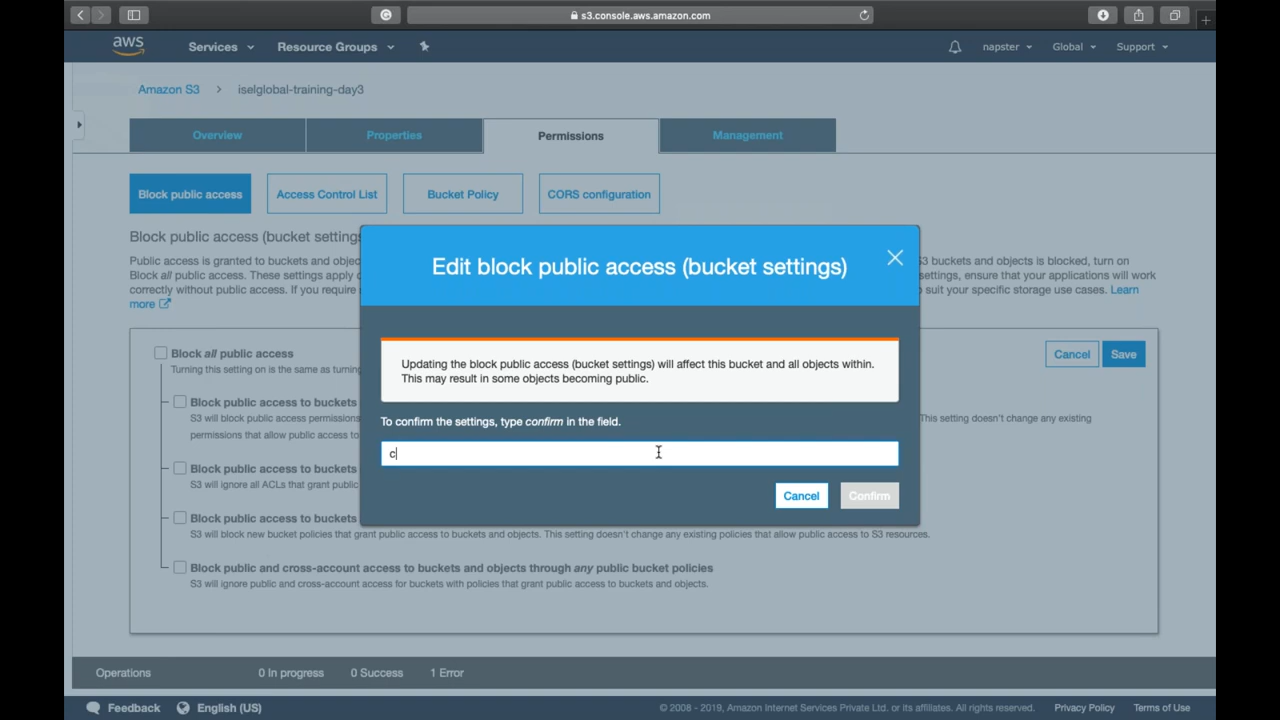 s3.console.aws.amazon.com
aws Services Resource Groups napster Global Support
Amazon S3 > iselglobal-training-day3
Overview Properties Permissions Management
Block public access Access Control List Bucket Policy CORS configuration
Block public access (bucket settings
Public access is granted to buckets and obje S3 buckets and objects is blocked, turn on
Block all public access. These settings apply settings, ensure that your applications will work
correctly without public access. If you require suit your specific storage use cases. Learn
more
Edit block public access (bucket settings)
Updating the block public access (bucket settings) will affect this bucket and all objects within.
This may result in some objects becoming public.
To confirm the settings, type confirm in the field.
c
Cancel Confirm
Block all public access Cancel Save
Turning this setting on is the same as turning
Block public access to buckets
S3 will block public access permissions This setting doesn't change any existing
permissions that allow public access to
Block public access to buckets
S3 will ignore all ACLs that grant public
Block public access to buckets
S3 will block new bucket policies that grant public access to buckets and objects. This setting doesn't change any existing policies that allow public access to S3 resources.
Block public and cross-account access to buckets and objects through any public bucket policies
S3 will ignore public and cross-account access for buckets with policies that grant public access to buckets and objects.
Operations 0 In progress 0 Success 1 Error
Feedback English (US) © 2008 - 2019, Amazon Internet Services Private Ltd. or its affiliates. All rights reserved. Privacy Policy Terms of Use